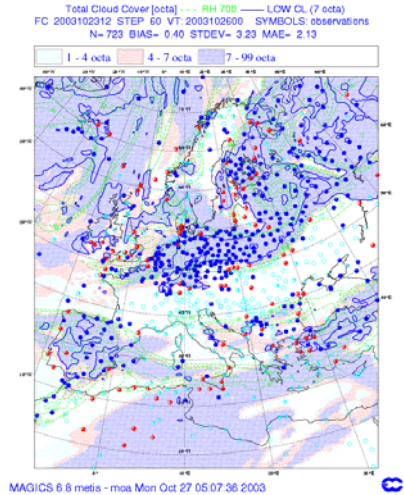 Total Cloud Cover [octa] - - - RH 700 —— LOW CL (7 octa)
FC 2003102312 STEP 60 VT: 2003102600 SYMBOLS: observations
N= 723 BIAS= 0.40 STDEV= 3.23 MAE= 2.13
1 - 4 octa 4 - 7 octa 7 - 99 octa
MAGICS 6.8 metis - moa Mon Oct 27 05:07:36 2003